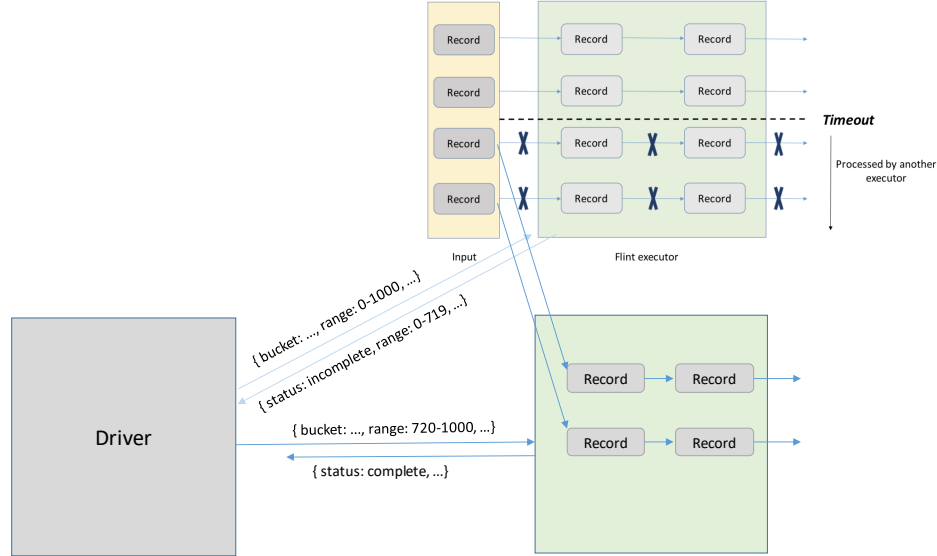 Record Record Record
Record Record Record
Timeout
Record Record Record
Processed by another
executor
Record Record Record
Input
Flint executor
{ bucket: ..., range: 0-1000, ...}
{ status: incomplete, range: 0-719, ...}
Driver
{ bucket: ..., range: 720-1000, ...}
{ status: complete, ...}
Record Record
Record Record